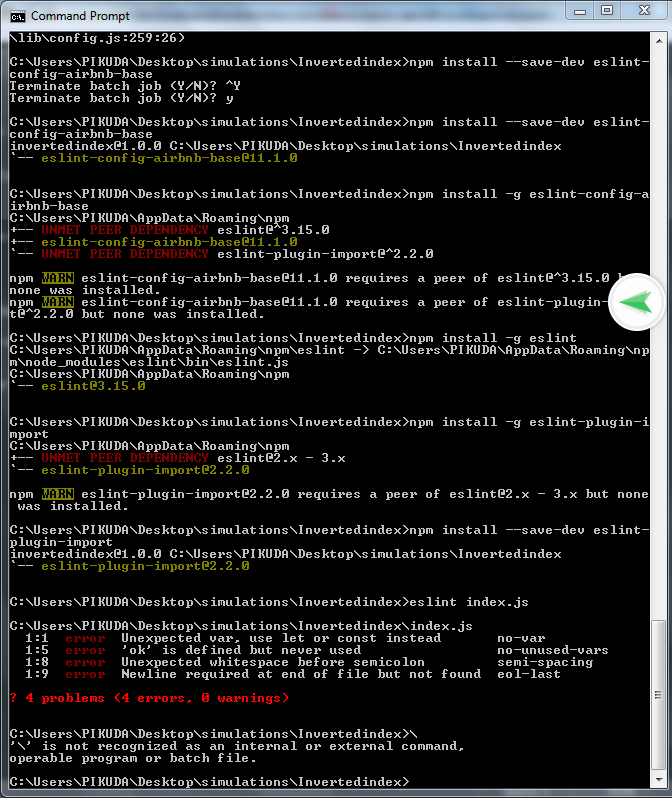 Command Prompt
\lib\config.js:259:26)
C:\Users\PIKUDA\Desktop\simulations\Invertedindex>npm install --save-dev eslint-
config-airbnb-base
Terminate batch job (Y/N)? ^Y
Terminate batch job (Y/N)? y
C:\Users\PIKUDA\Desktop\simulations\Invertedindex>npm install --save-dev eslint-
config-airbnb-base
invertedindex@1.0.0 C:\Users\PIKUDA\Desktop\simulations\Invertedindex
`-- eslint-config-airbnb-base@11.1.0
C:\Users\PIKUDA\Desktop\simulations\Invertedindex>npm install -g eslint-config-a
irbnb-base
C:\Users\PIKUDA\AppData\Roaming\npm
+-- UNMET PEER DEPENDENCY eslint@^3.15.0
+-- eslint-config-airbnb-base@11.1.0
`-- UNMET PEER DEPENDENCY eslint-plugin-import@^2.2.0
npm WARN eslint-config-airbnb-base@11.1.0 requires a peer of eslint@^3.15.0
none was installed.
npm WARN eslint-config-airbnb-base@11.1.0 requires a peer of eslint-plugin-
t@^2.2.0 but none was installed.
C:\Users\PIKUDA\Desktop\simulations\Invertedindex>npm install -g eslint
C:\Users\PIKUDA\AppData\Roaming\npm\eslint -> C:\Users\PIKUDA\AppData\Roaming\np
m\node_modules\eslint\bin\eslint.js
C:\Users\PIKUDA\AppData\Roaming\npm
`-- eslint@3.15.0
C:\Users\PIKUDA\Desktop\simulations\Invertedindex>npm install -g eslint-plugin-i
mport
C:\Users\PIKUDA\AppData\Roaming\npm
+-- UNMET PEER DEPENDENCY eslint@2.x - 3.x
`-- eslint-plugin-import@2.2.0
npm WARN eslint-plugin-import@2.2.0 requires a peer of eslint@2.x - 3.x but none
 was installed.
C:\Users\PIKUDA\Desktop\simulations\Invertedindex>npm install --save-dev eslint-
plugin-import
invertedindex@1.0.0 C:\Users\PIKUDA\Desktop\simulations\Invertedindex
`-- eslint-plugin-import@2.2.0
C:\Users\PIKUDA\Desktop\simulations\Invertedindex>eslint index.js
C:\Users\PIKUDA\Desktop\simulations\Invertedindex\index.js
1:1 error Unexpected var, use let or const instead no-var
1:5 error 'ok' is defined but never used no-unused-vars
1:8 error Unexpected whitespace before semicolon semi-spacing
1:9 error Newline required at end of file but not found eol-last
? 4 problems (4 errors, 0 warnings)
C:\Users\PIKUDA\Desktop\simulations\Invertedindex>\
'\' is not recognized as an internal or external command,
operable program or batch file.
C:\Users\PIKUDA\Desktop\simulations\Invertedindex>